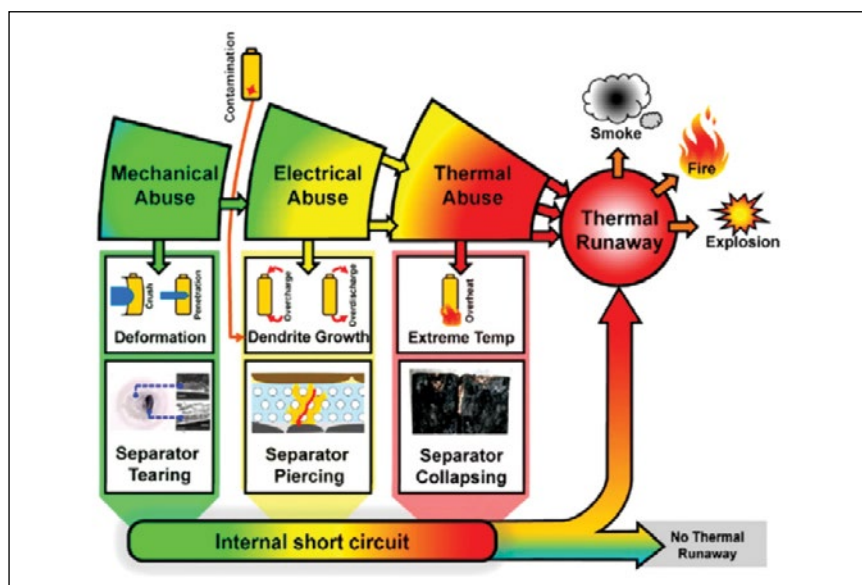 Contamination
Mechanical
Abuse
Electrical
Abuse
Thermal
Abuse
Thermal
Runaway
Smoke
Fire
Explosion
Crush
Penetration
Deformation
Overcharge
Overdischarge
Dendrite Growth
Overheat
Extreme Temp
Separator
Tearing
Separator
Piercing
Separator
Collapsing
Internal short circuit
No Thermal
Runaway